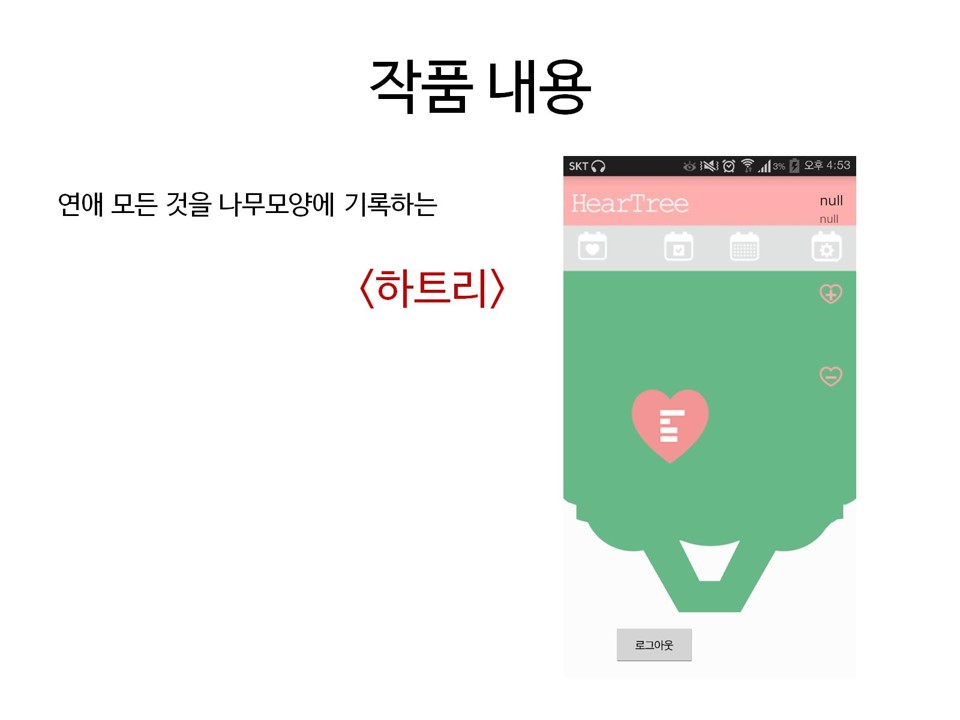 작품 내용
연애 모든 것을 나무모양에 기록하는
<하트리>
SKT 3% 오후 4:53
HearTree
null
null
로그아웃